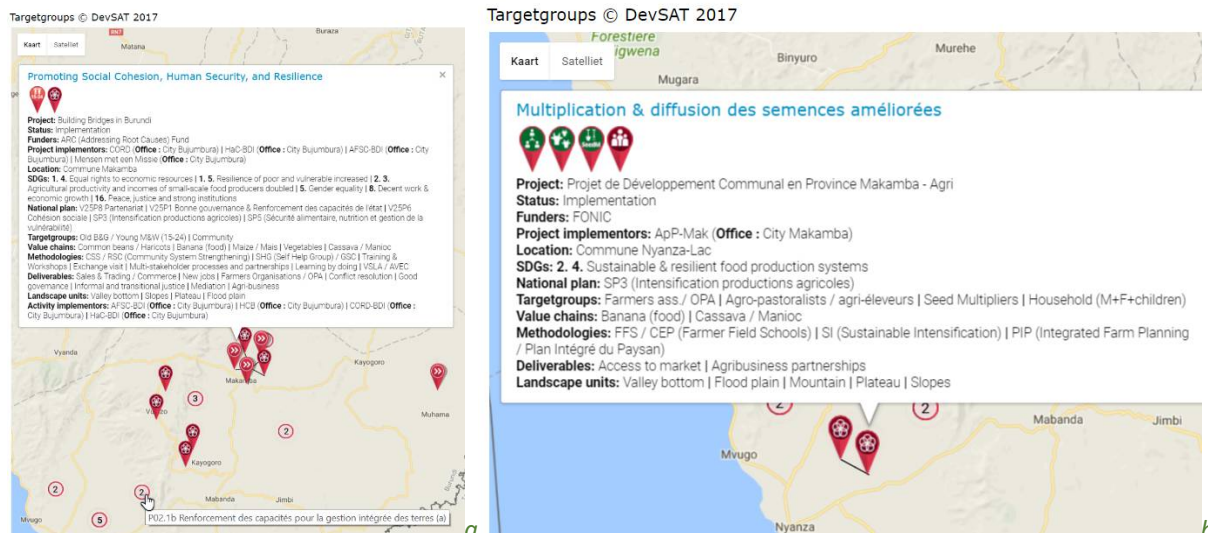 Targetgroups © DevSAT 2017
BN7
Buraza
Matana
Kaart Satelliet
Promoting Social Cohesion, Human Security, and Resilience
×
Project: Building Bridges in Burundi
Status: Implementation
Funders: ARC (Addressing Root Causes) Fund
Project implementors: CORD (Office : City Bujumbura) | HaC-BDI (Office : City Bujumbura) | AFSC-BDI (Office : City
Bujumbura) | Mensen met een Missie (Office : City Bujumbura)
Location: Commune Makamba
SDGs: 1. 4. Equal rights to economic resources | 1. 5. Resilience of poor and vulnerable increased | 2. 3.
Agricultural productivity and incomes of small-scale food producers doubled | 5. Gender equality | 8. Decent work &
economic growth | 16. Peace, justice and strong institutions
National plan: V25P8 Partenariat | V25P1 Bonne gouvernance & Renforcement des capacités de l'état | V25P6
Cohésion sociale | SP3 (Intensification productions agricoles) | SP5 (Sécurité alimentaire, nutrition et gestion de la
vulnérabilité)
Targetgroups: Old B&G / Young M&W (15-24) | Community
Value chains: Common beans / Haricots | Banana (food) | Maize / Mais | Vegetables | Cassava / Manioc
Methodologies: CSS / RSC (Community System Strengthening) | SHG (Self Help Group) / GSC | Training &
Workshops | Exchange visit | Multi-stakeholder processes and partnerships | Learning by doing | VSLA / AVEC
Deliverables: Sales & Trading / Commerce | New jobs | Farmers Organisations / OPA | Conflict resolution | Good
governance | Informal and transitional justice | Mediation | Agri-business
Landscape units: Valley bottom | Slopes | Plateau | Flood plain
Activity implementors: AFSC-BDI (Office : City Bujumbura) | HCB (Office : City Bujumbura) | CORD-BDI (Office :
City Bujumbura) | HaC-BDI (Office : City Bujumbura)
Vyanda
Kayogoro
Makamba
3
Muhama
2
Kayogoro
2
2
Mabanda
Jimbi
Mvugo
5
P02.1b Renforcement des capacités pour la gestion intégrée des terres (a)
Burundi
a
Targetgroups © DevSAT 2017
Forestière
Kigwena
Binyuro
Murehe
Kaart Satelliet
Mugara
Multiplication & diffusion des semences améliorées
Project: Projet de Développement Communal en Province Makamba - Agri
Status: Implementation
Funders: FONIC
Project implementors: ApP-Mak (Office : City Makamba)
Location: Commune Nyanza-Lac
SDGs: 2. 4. Sustainable & resilient food production systems
National plan: SP3 (Intensification productions agricoles)
Targetgroups: Farmers ass./ OPA | Agro-pastoralists / agri-éleveurs | Seed Multipliers | Household (M+F+children)
Value chains: Banana (food) | Cassava / Manioc
Methodologies: FFS / CEP (Farmer Field Schools) | SI (Sustainable Intensification) | PIP (Integrated Farm Planning
/ Plan Intégré du Paysan)
Deliverables: Access to market | Agribusiness partnerships
Landscape units: Valley bottom | Flood plain | Mountain | Plateau | Slopes
2
2
Mabanda
Jimbi
Mvugo
Nyanza